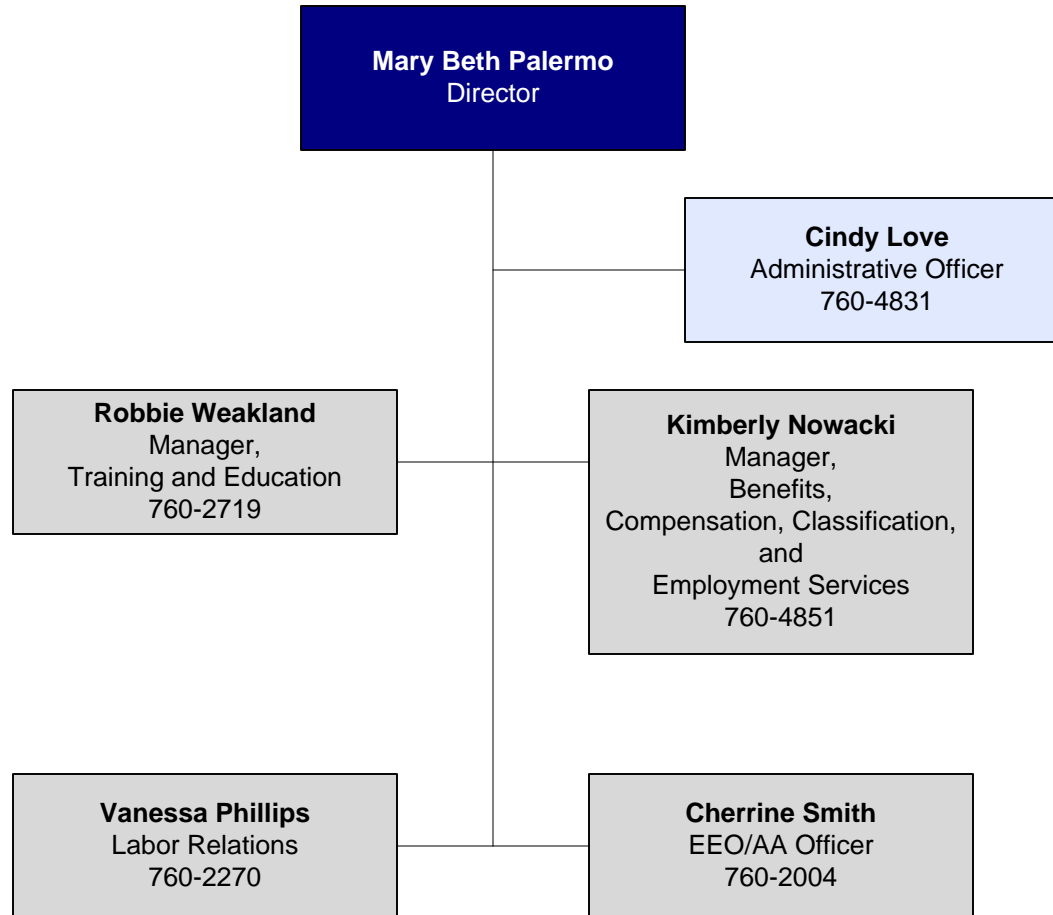 Mary Beth Palermo
Director
Cindy Love
Administrative Officer
760-4831
Robbie Weakland
Manager,
Training and Education
760-2719
Kimberly Nowacki
Manager,
Benefits,
Compensation, Classification,
and
Employment Services
760-4851
Vanessa Phillips
Labor Relations
760-2270
Cherrine Smith
EEO/AA Officer
760-2004